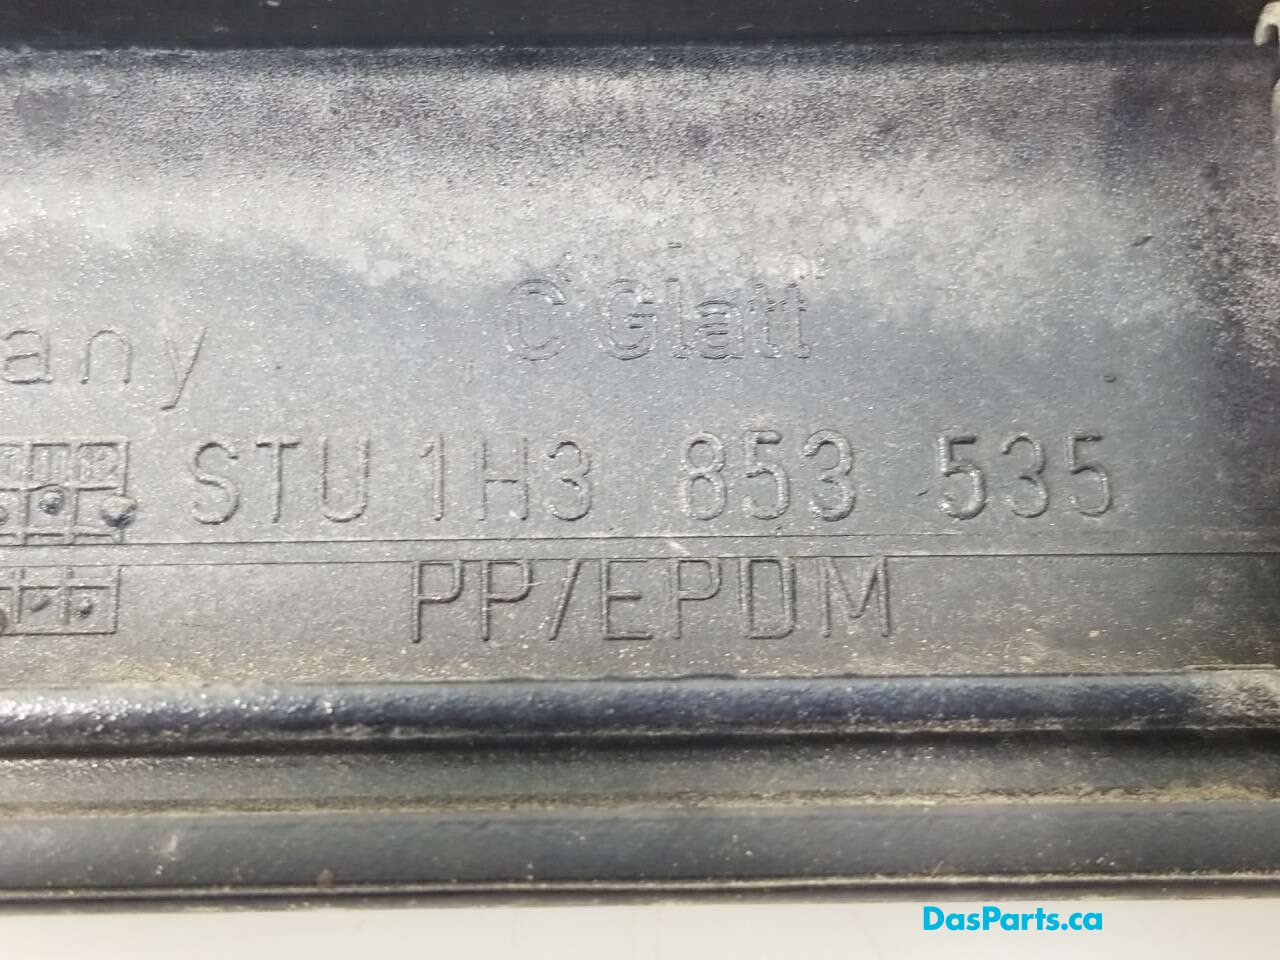 C Glatt
any
STU 1H3 853 535
PP/EPDM
DasParts.ca